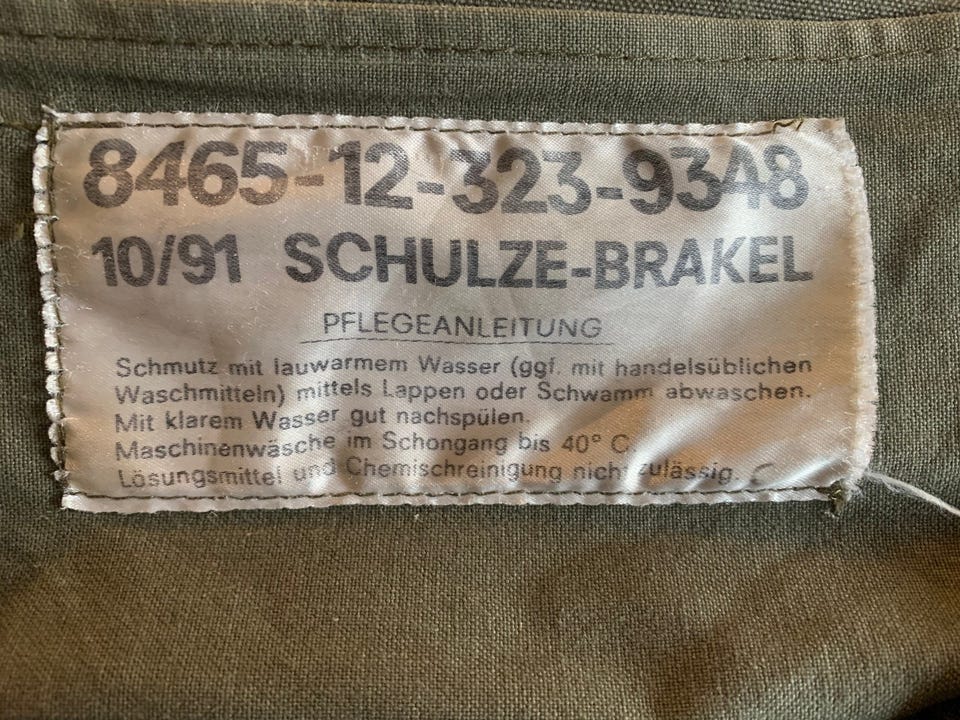 8465-12-323-9348
10/91 SCHULZE-BRAKEL
PFLEGEANLEITUNG
Schmutz mit lauwarmem Wasser (ggf. mit handelsüblichen
Waschmitteln) mittels Lappen oder Schwamm abwaschen.
Mit klarem Wasser gut nachspülen.
Maschinenwäsche im Schongang bis 40° C.
Lösungsmittel und Chemischreinigung nicht zulässig.